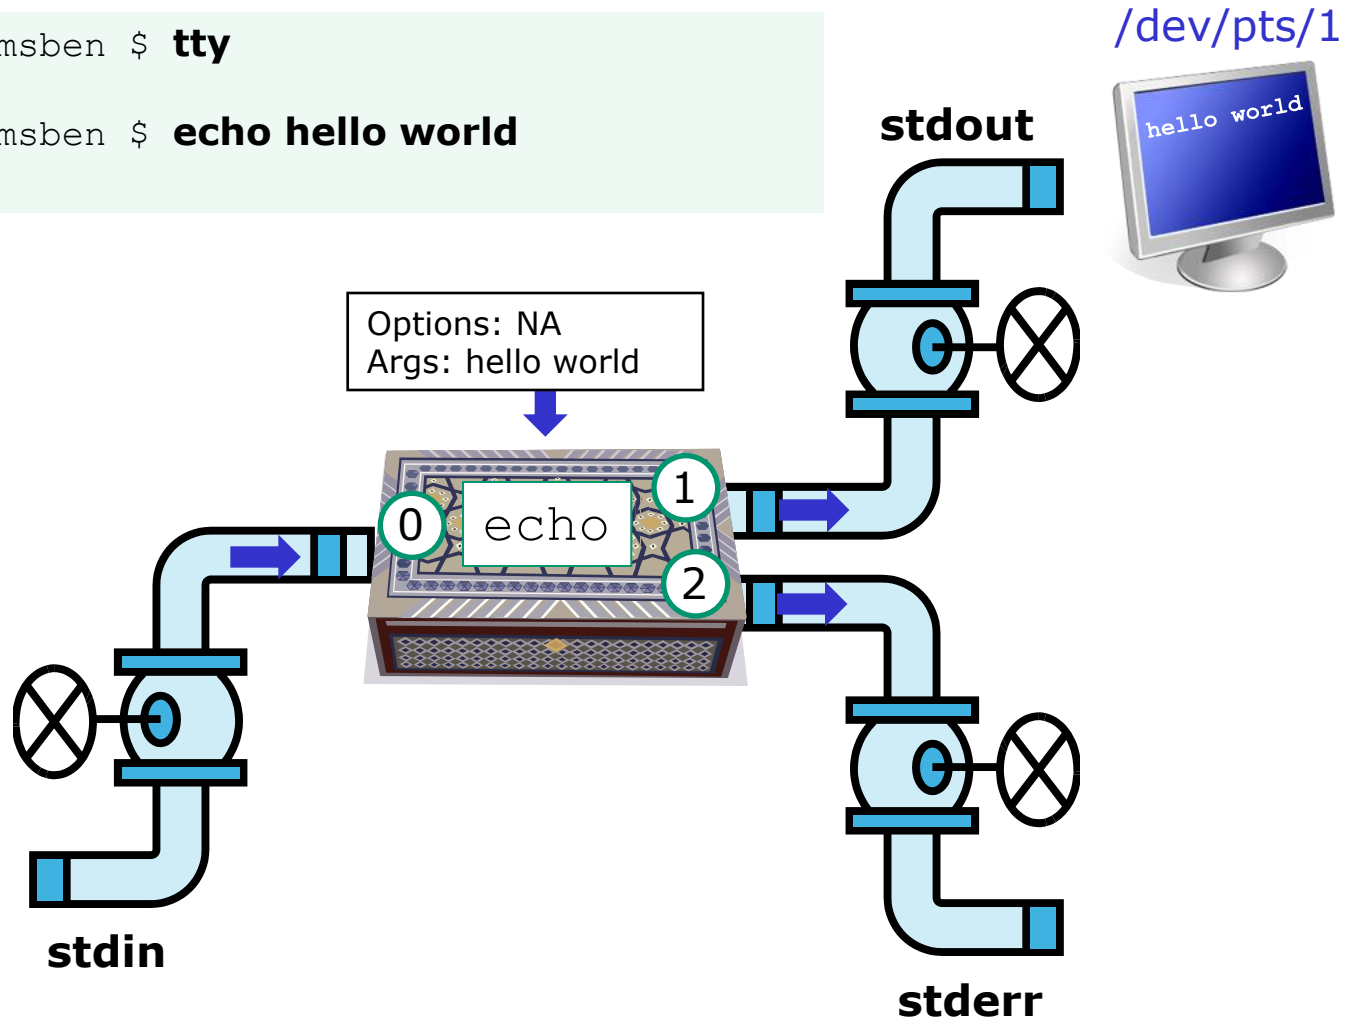 /dev/pts/1
msben $ tty
msben $ echo hello world
stdout
hello world
Options: NA
Args: hello world
0
echo
1
2
stdin
stderr